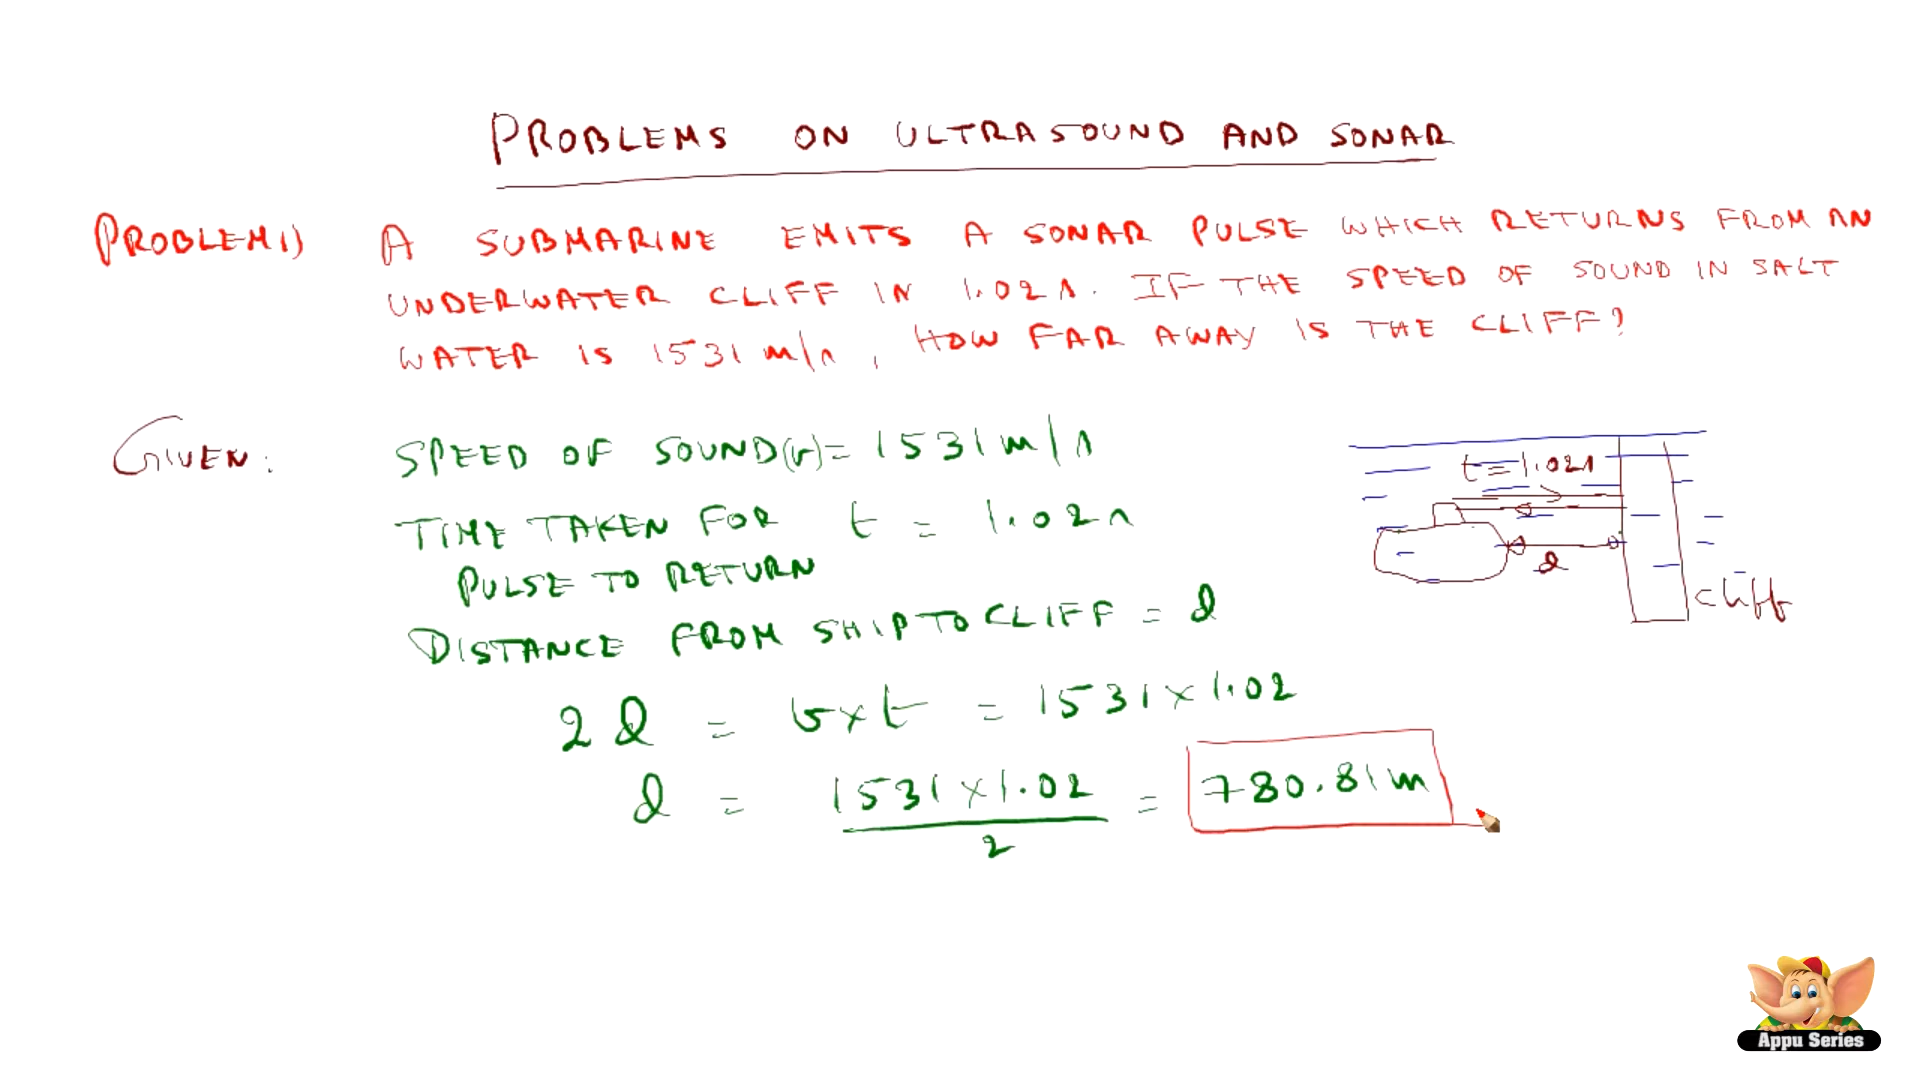 PROBLEMS ON ULTRASOUND AND SONAR
PROBLEM 1) A SUBMARINE EMITS A SONAR PULSE WHICH RETURNS FROM AN
UNDERWATER CLIFF IN 1.02 s. IF THE SPEED OF SOUND IN SALT
WATER IS 1531 m/s, HOW FAR AWAY IS THE CLIFF?
GIVEN: SPEED OF SOUND(v) = 1531 m/s
TIME TAKEN FOR t = 1.02 s
PULSE TO RETURN
DISTANCE FROM SHIP TO CLIFF = d
2d = v×t = 1531×1.02
d = 1531×1.02 / 2 = 780.81 m
t = 1.02 s
d
cliff
Appu Series